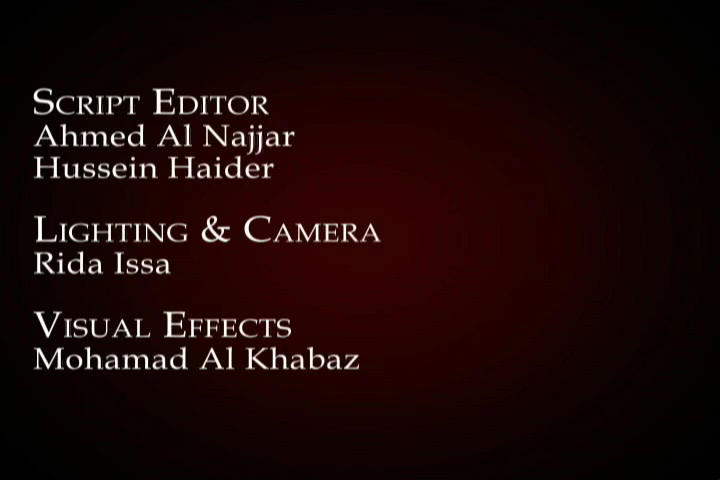 Script Editor
Ahmed Al Najjar
Hussein Haider
Lighting & Camera
Rida Issa
Visual Effects
Mohamad Al Khabaz